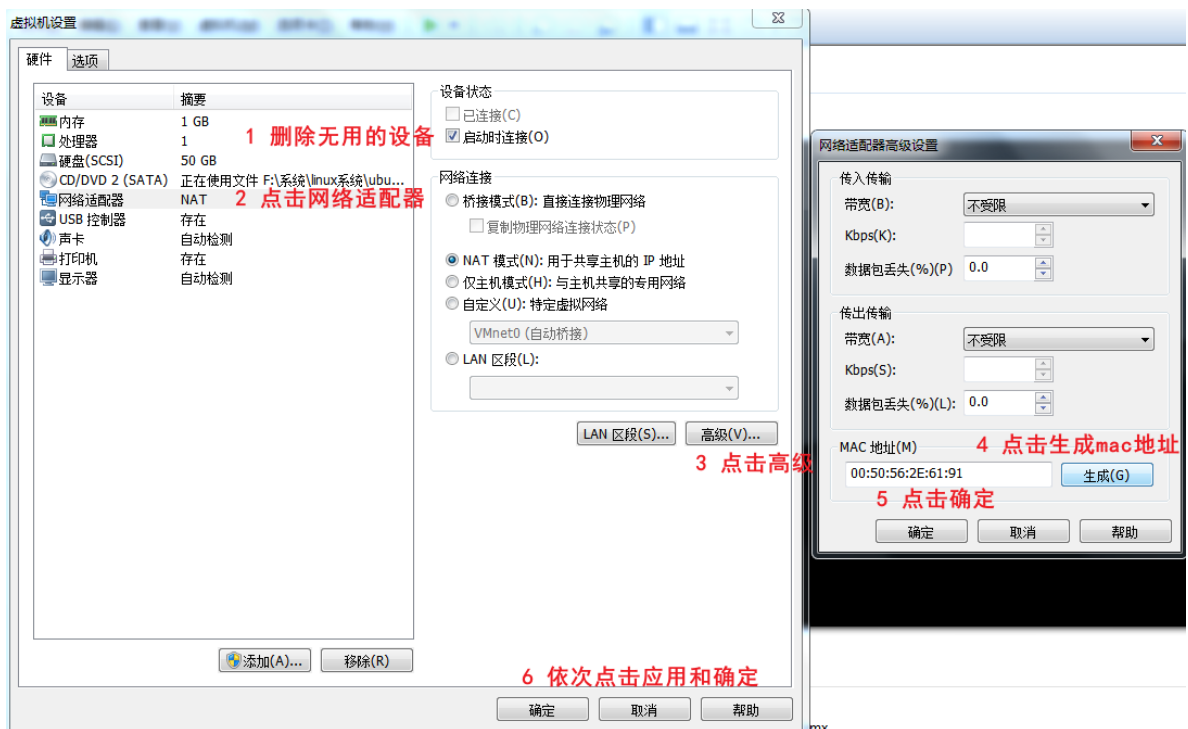 虚拟机设置
硬件 选项
设备 摘要
内存 1 GB
处理器 1
硬盘(SCSI) 50 GB
CD/DVD 2 (SATA) 正在使用文件 F:\系统\linux系统\ubu...
网络适配器 NAT
USB 控制器 存在
声卡 自动检测
打印机 存在
显示器 自动检测
1 删除无用的设备
2 点击网络适配器
添加(A)... 移除(R)
设备状态
已连接(C)
启动时连接(O)
网络连接
桥接模式(B): 直接连接物理网络
复制物理网络连接状态(P)
NAT 模式(N): 用于共享主机的 IP 地址
仅主机模式(H): 与主机共享的专用网络
自定义(U): 特定虚拟网络
VMnet0 (自动桥接)
LAN 区段(L):
LAN 区段(S)... 高级(V)...
3 点击高级
6 依次点击应用和确定
确定 取消 帮助
网络适配器高级设置
传入传输
带宽(B): 不受限
Kbps(K):
数据包丢失(%)(P) 0.0
传出传输
带宽(A): 不受限
Kbps(S):
数据包丢失(%)(L): 0.0
MAC 地址(M)
4 点击生成mac地址
00:50:56:2E:61:91 生成(G)
5 点击确定
确定 取消 帮助